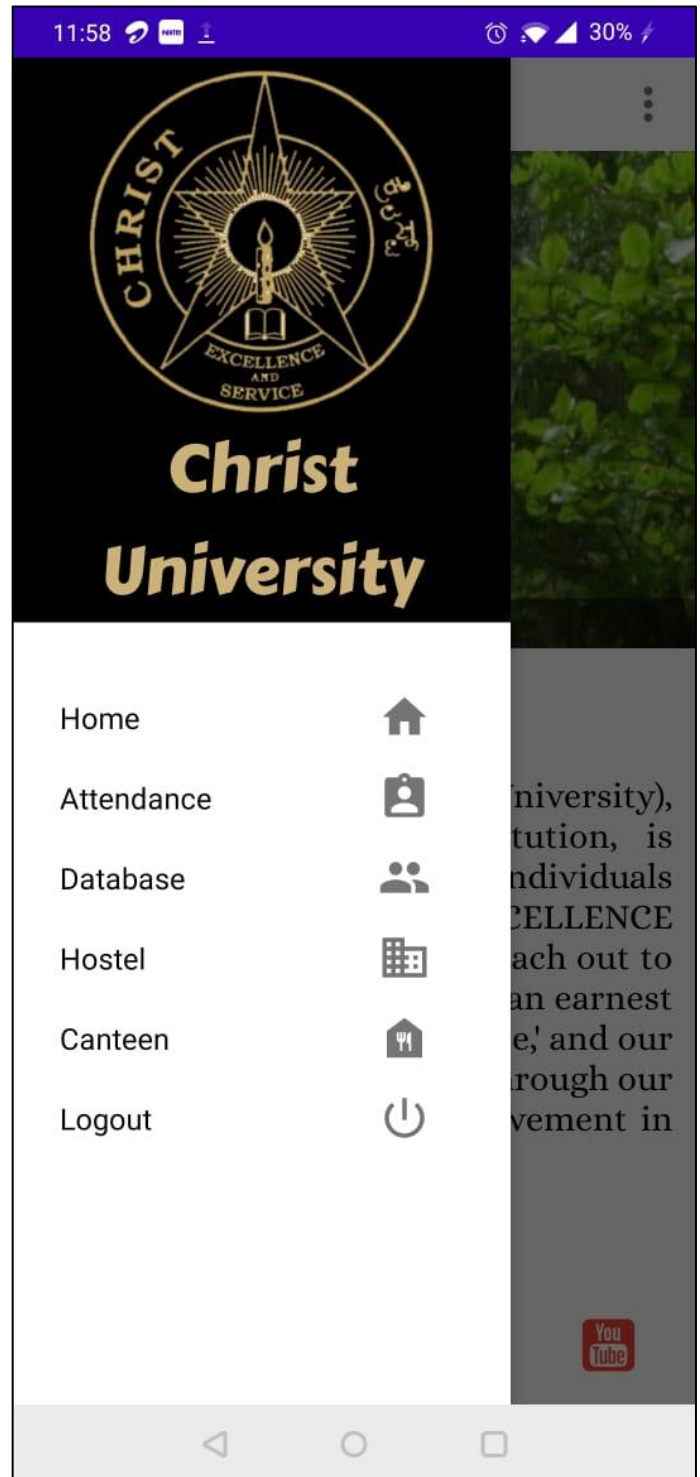 11:58
30%
CHRIST
ಕ್ರೈಸ್ಟ್
EXCELLENCE
AND
SERVICE
Christ
University
Home
Attendance
Database
Hostel
Canteen
Logout
niversity),
tution, is
ndividuals
CELLENCE
ach out to
an earnest
e,' and our
rough our
vement in
You
Tube